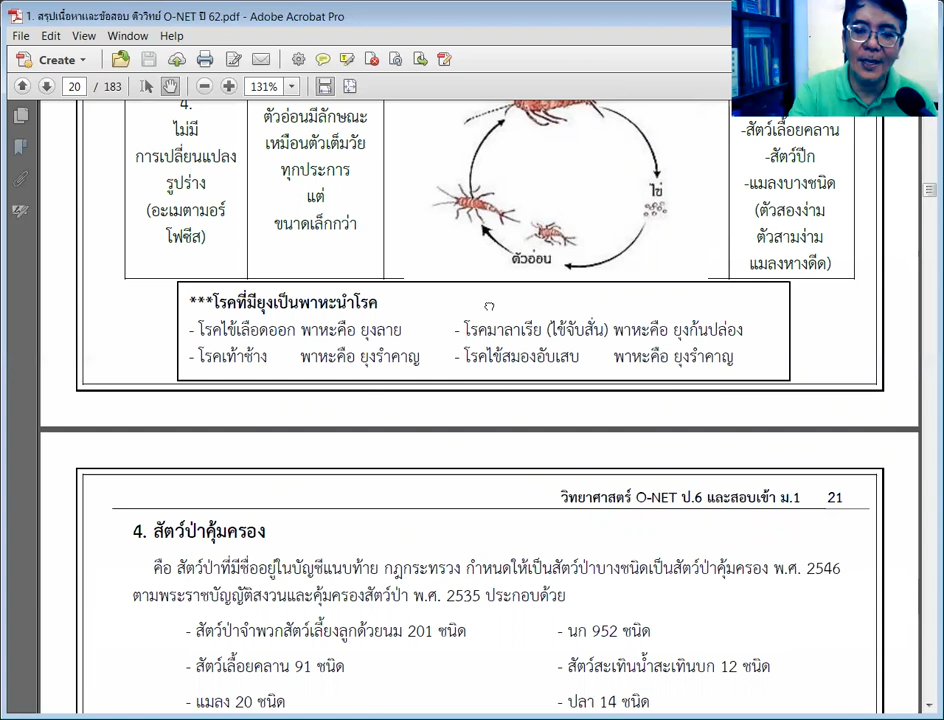 1. สรุปเนื้อหาและข้อสอบ ติววิทย์ O-NET ปี 62.pdf - Adobe Acrobat Pro
File Edit View Window Help
Create
20 / 183 131%
4.
ไม่มี
การเปลี่ยนแปลง
รูปร่าง
(อะเมตามอร์
โฟซีส)
ตัวอ่อนมีลักษณะ
เหมือนตัวเต็มวัย
ทุกประการ
แต่
ขนาดเล็กกว่า
ไข่
ตัวอ่อน
-สัตว์เลื้อยคลาน
-สัตว์ปีก
-แมลงบางชนิด
(ตัวสองง่าม
ตัวสามง่าม
แมลงหางดีด)
***โรคที่มียุงเป็นพาหะนำโรค
- โรคไข้เลือดออก พาหะคือ ยุงลาย - โรคมาลาเรีย (ไข้จับสั่น) พาหะคือ ยุงก้นปล่อง
- โรคเท้าช้าง พาหะคือ ยุงรำคาญ - โรคไข้สมองอับเสบ พาหะคือ ยุงรำคาญ
วิทยาศาสตร์ O-NET ป.6 และสอบเข้า ม.1 21
4. สัตว์ป่าคุ้มครอง
คือ สัตว์ป่าที่มีชื่ออยู่ในบัญชีแนบท้าย กฎกระทรวง กำหนดให้เป็นสัตว์ป่าบางชนิดเป็นสัตว์ป่าคุ้มครอง พ.ศ. 2546
ตามพระราชบัญญัติสงวนและคุ้มครองสัตว์ป่า พ.ศ. 2535 ประกอบด้วย
- สัตว์ป่าจำพวกสัตว์เลี้ยงลูกด้วยนม 201 ชนิด - นก 952 ชนิด
- สัตว์เลื้อยคลาน 91 ชนิด - สัตว์สะเทินน้ำสะเทินบก 12 ชนิด
- แมลง 20 ชนิด - ปลา 14 ชนิด